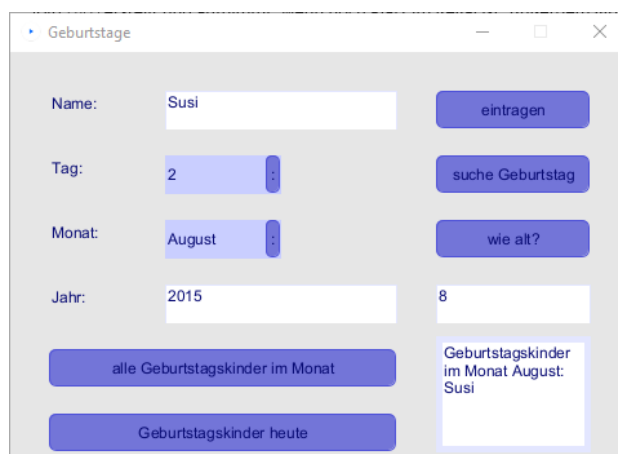 Geburtstage
Name:
Susi
eintragen
Tag:
2
:
suche Geburtstag
Monat:
August
:
wie alt?
Jahr:
2015
8
alle Geburtstagskinder im Monat
Geburtstagskinder
im Monat August:
Susi
Geburtstagskinder heute